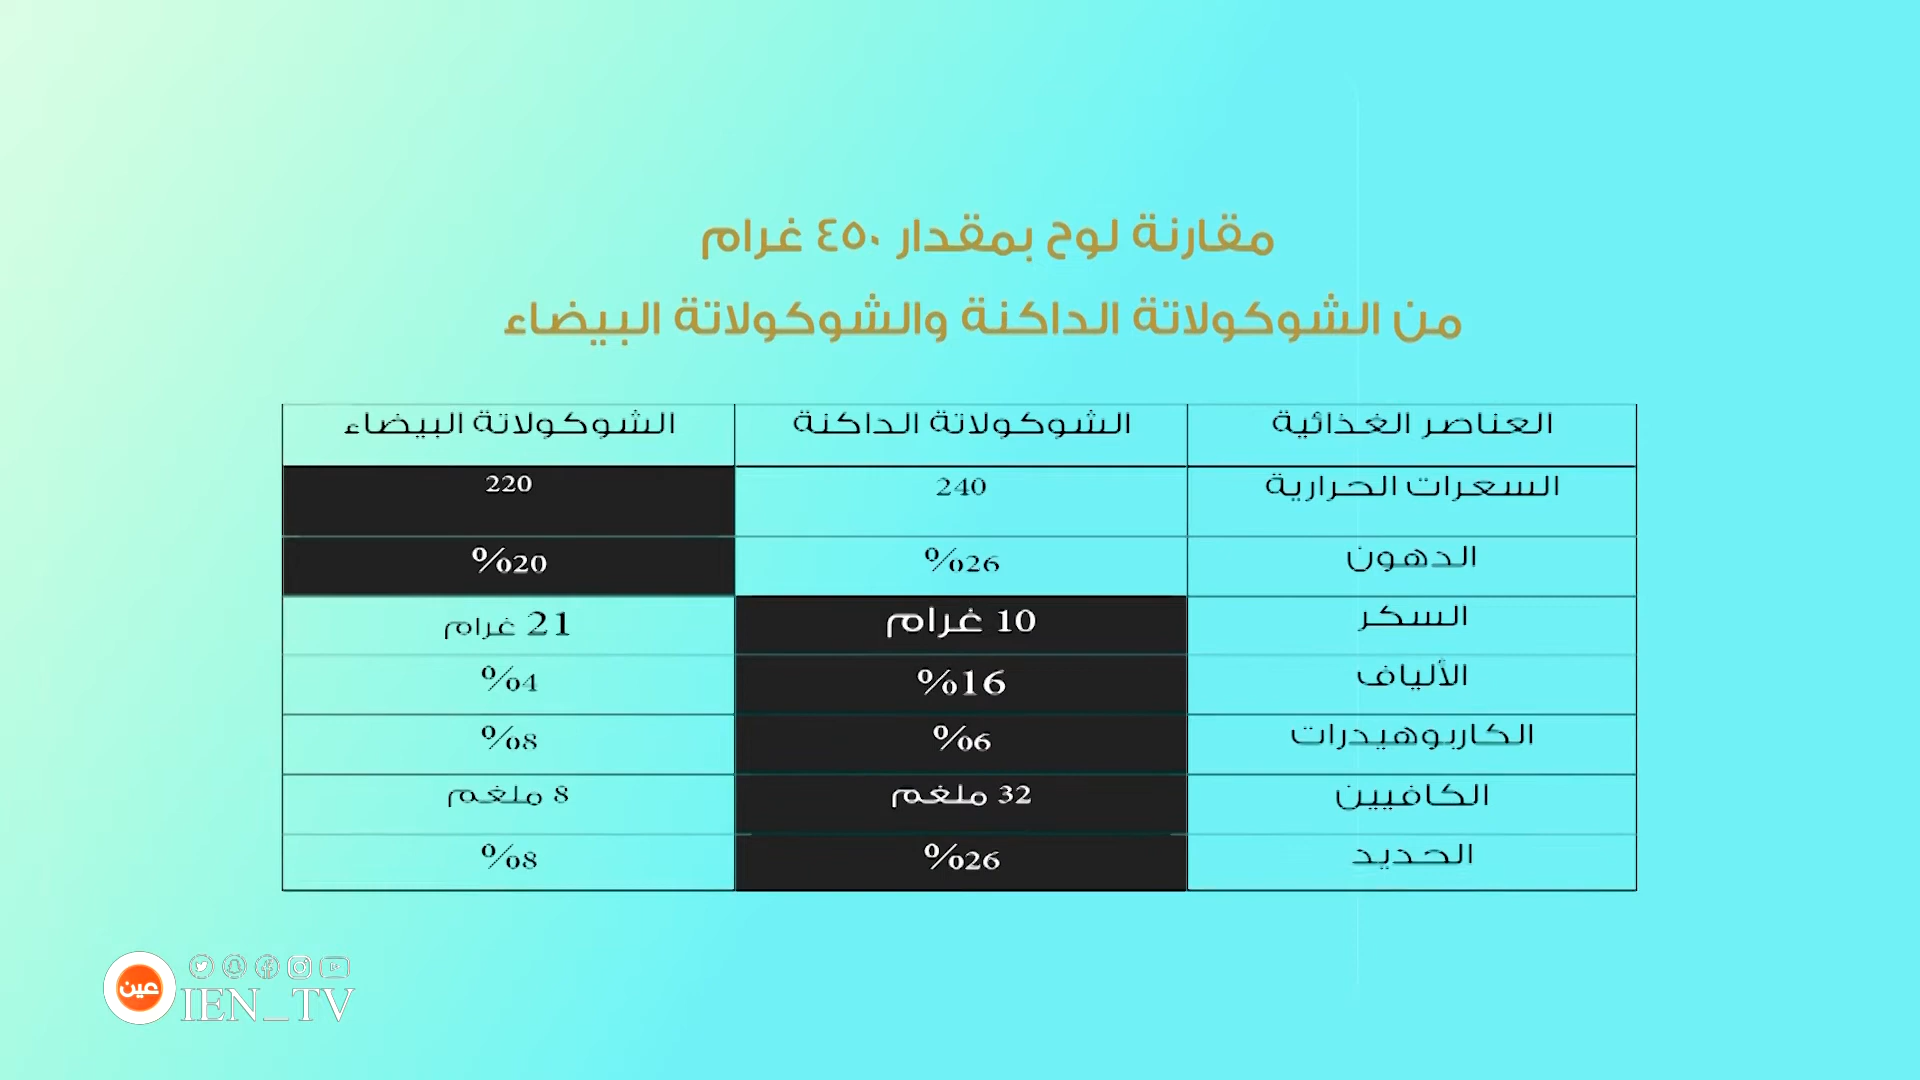 مقارنة لوح بمقدار ٤٥٠ غرام
من الشوكولاتة الداكنة والشوكولاتة البيضاء
العناصر الغذائية الشوكولاتة الداكنة الشوكولاتة البيضاء
السعرات الحرارية 240 220
الدهون %26 %20
السكر 10 غرام 21 غرام
الألياف %16 %4
الكاربوهيدرات %6 %8
الكافيين 32 ملغم 8 ملغم
الحديد %26 %8
عين
IEN_TV